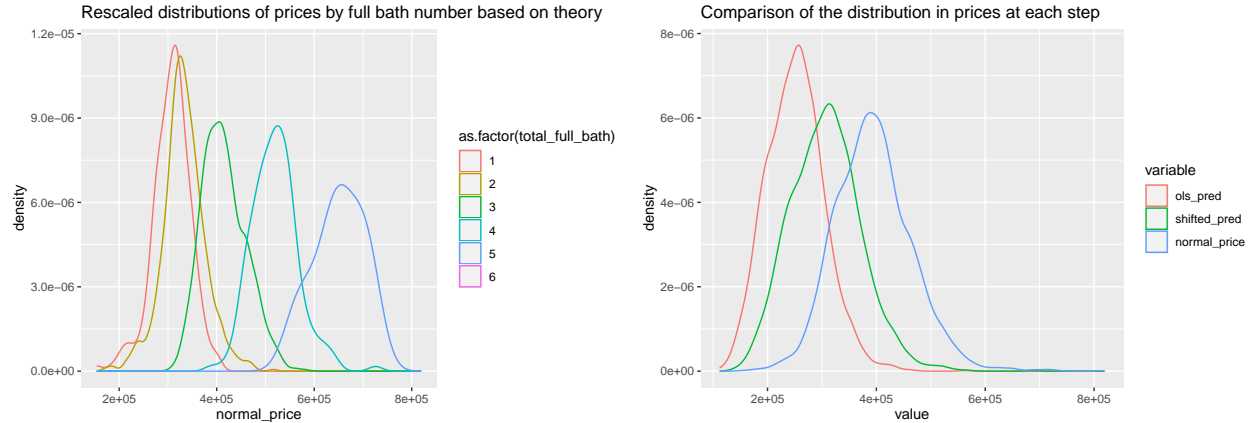 Rescaled distributions of prices by full bath number based on theory
1.2e−05
9.0e−06
6.0e−06
3.0e−06
0.0e+00
density
2e+05 4e+05 6e+05 8e+05
normal_price
as.factor(total_full_bath)
1
2
3
4
5
6
Comparison of the distribution in prices at each step
8e−06
6e−06
4e−06
2e−06
0e+00
density
2e+05 4e+05 6e+05 8e+05
value
variable
ols_pred
shifted_pred
normal_price